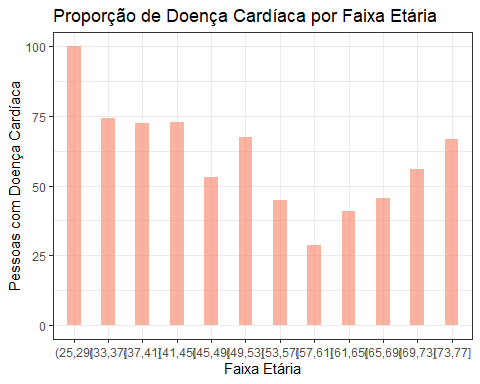 Proporção de Doença Cardíaca por Faixa Etária
Pessoas com Doença Cardíaca
100
75
50
25
0
(25,29] (33,37] (37,41] (41,45] (45,49] (49,53] (53,57] (57,61] (61,65] (65,69] (69,73] (73,77]
Faixa Etária